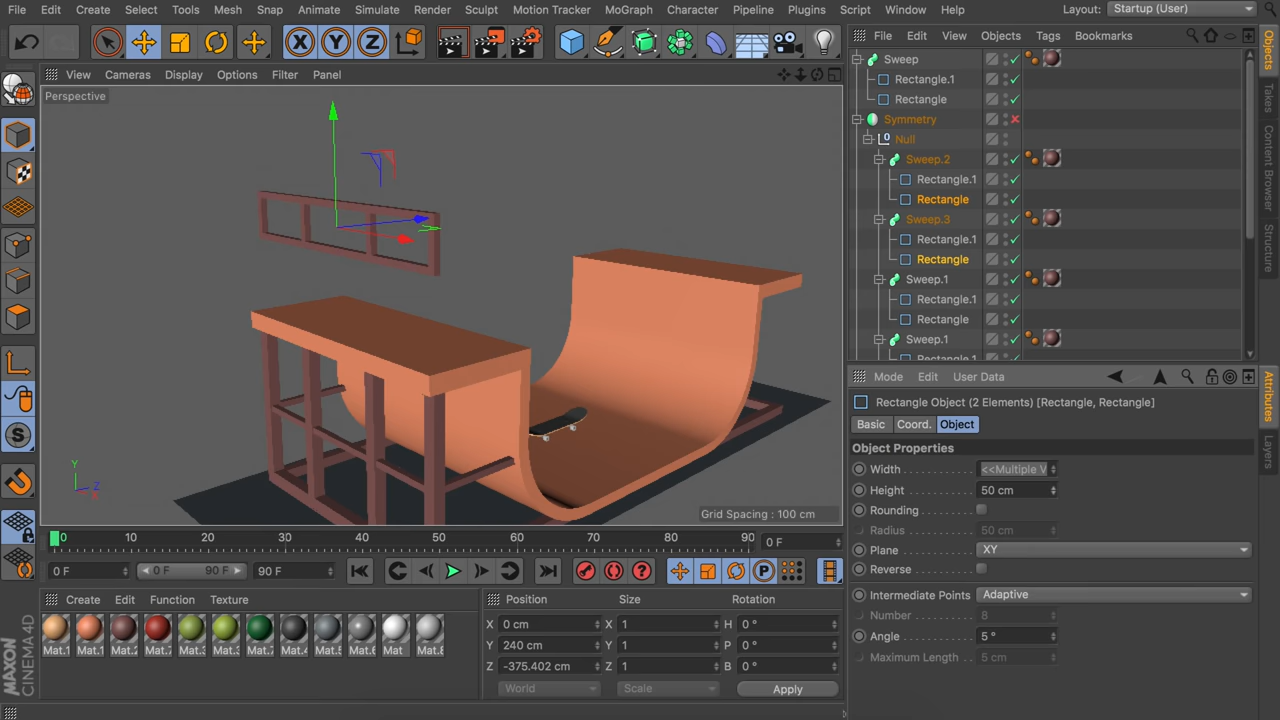 File Edit Create Select Tools Mesh Snap Animate Simulate Render Sculpt Motion Tracker MoGraph Character Pipeline Plugins Script Window Help Layout: Startup (User)
X Y Z
File Edit View Objects Tags Bookmarks
View Cameras Display Options Filter Panel
Perspective
Sweep
Rectangle.1
Rectangle
Symmetry
Null
Sweep.2
Rectangle.1
Rectangle
Sweep.3
Rectangle.1
Rectangle
Sweep.1
Rectangle.1
Rectangle
Sweep.1
Rectangle.1
Objects
Takes
Content Browser
Structure
Y
Z
X
Grid Spacing : 100 cm
Mode Edit User Data
Rectangle Object (2 Elements) [Rectangle, Rectangle]
Basic Coord. Object
Object Properties
Width <<Multiple V
Height 50 cm
Rounding
Radius 50 cm
Plane XY
Reverse
Intermediate Points Adaptive
Number 8
Angle 5 °
Maximum Length 5 cm
Attributes
Layers
0 10 20 30 40 50 60 70 80 90 0 F
0 F 0 F 90 F 90 F
P
Create Edit Function Texture
Mat.1 Mat.1 Mat.2 Mat.7 Mat.3 Mat.3 Mat.7 Mat.4 Mat.5 Mat.6 Mat Mat.8
Position Size Rotation
X 0 cm X 1 H 0 °
Y 240 cm Y 1 P 0 °
Z -375.402 cm Z 1 B 0 °
World Scale Apply
MAXON
CINEMA 4D